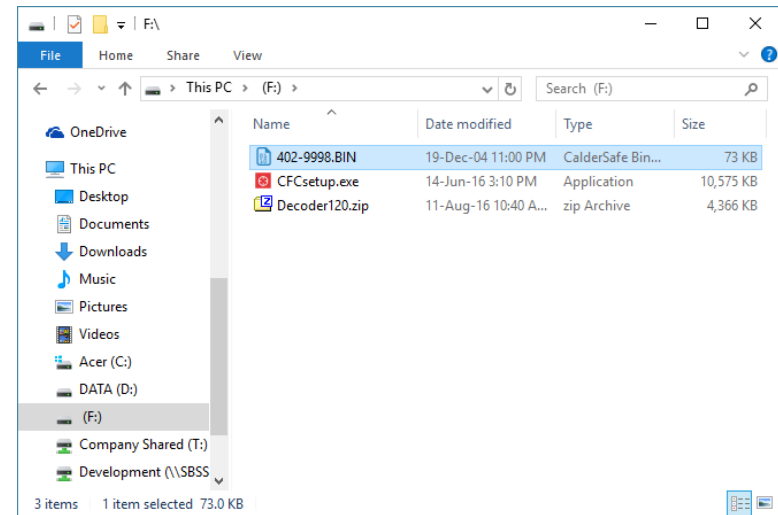 F:\
File Home Share View
This PC (F:) Search (F:)
OneDrive
This PC
Desktop
Documents
Downloads
Music
Pictures
Videos
Acer (C:)
DATA (D:)
(F:)
Company Shared (T:)
Development (\\SBSS
Name Date modified Type Size
402-9998.BIN 19-Dec-04 11:00 PM CalderSafe Bin... 73 KB
CFCsetup.exe 14-Jun-16 3:10 PM Application 10,575 KB
Decoder120.zip 11-Aug-16 10:40 A... zip Archive 4,366 KB
3 items 1 item selected 73.0 KB